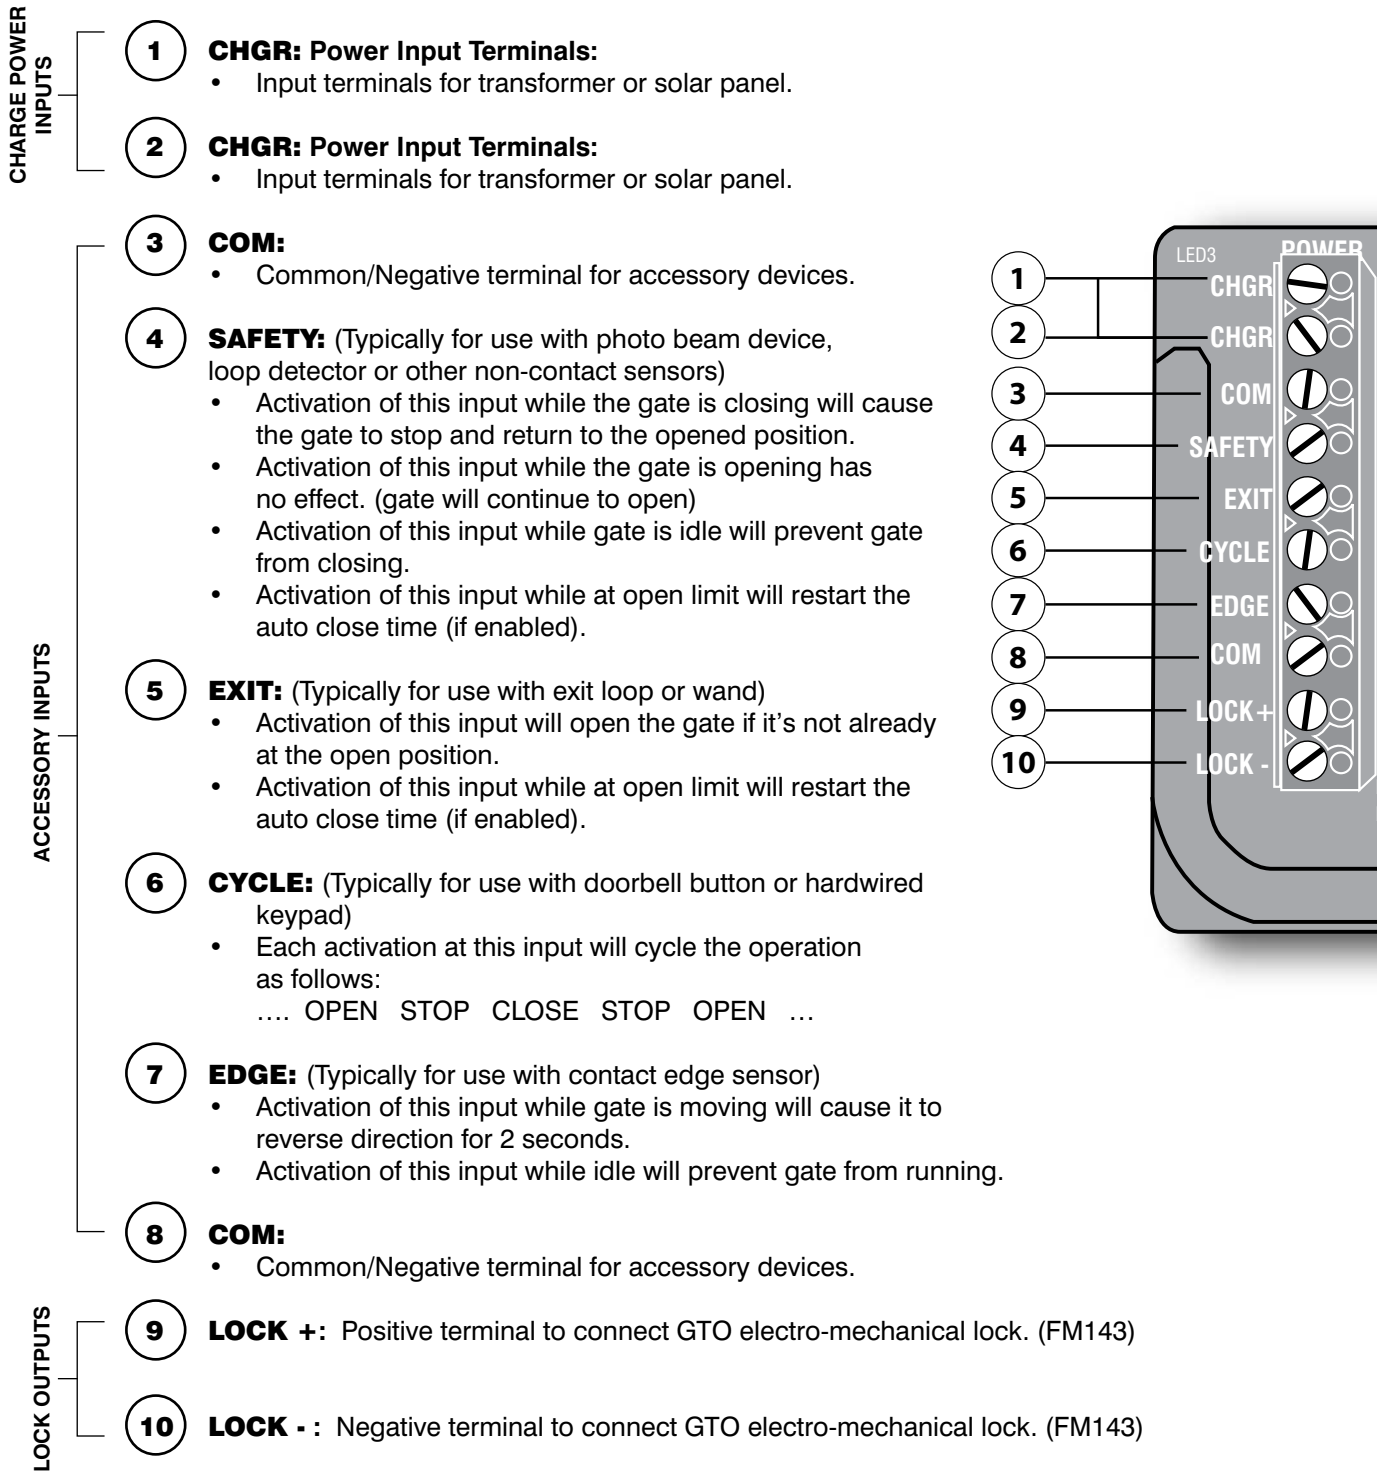 CHARGE POWER
INPUTS
1 CHGR: Power Input Terminals:
• Input terminals for transformer or solar panel.
2 CHGR: Power Input Terminals:
• Input terminals for transformer or solar panel.
ACCESSORY INPUTS
3 COM:
• Common/Negative terminal for accessory devices.
4 SAFETY: (Typically for use with photo beam device,
loop detector or other non-contact sensors)
• Activation of this input while the gate is closing will cause
the gate to stop and return to the opened position.
• Activation of this input while the gate is opening has
no effect. (gate will continue to open)
• Activation of this input while gate is idle will prevent gate
from closing.
• Activation of this input while at open limit will restart the
auto close time (if enabled).
5 EXIT: (Typically for use with exit loop or wand)
• Activation of this input will open the gate if it's not already
at the open position.
• Activation of this input while at open limit will restart the
auto close time (if enabled).
6 CYCLE: (Typically for use with doorbell button or hardwired
keypad)
• Each activation at this input will cycle the operation
as follows:
…. OPEN STOP CLOSE STOP OPEN …
7 EDGE: (Typically for use with contact edge sensor)
• Activation of this input while gate is moving will cause it to
reverse direction for 2 seconds.
• Activation of this input while idle will prevent gate from running.
8 COM:
• Common/Negative terminal for accessory devices.
LOCK OUTPUTS
9 LOCK +: Positive terminal to connect GTO electro-mechanical lock. (FM143)
10 LOCK - : Negative terminal to connect GTO electro-mechanical lock. (FM143)
LED3 POWER
1 CHGR
2 CHGR
3 COM
4 SAFETY
5 EXIT
6 CYCLE
7 EDGE
8 COM
9 LOCK +
10 LOCK -